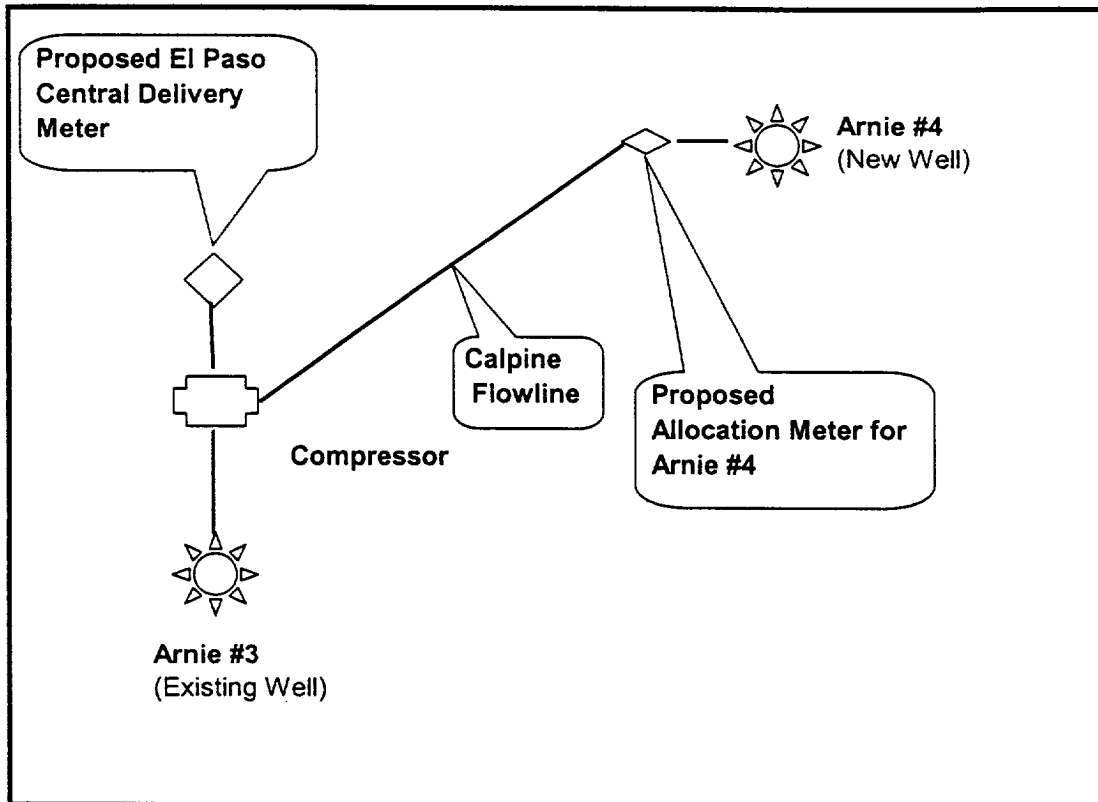 Proposed El Paso
Central Delivery
Meter
Arnie #4
(New Well)
Calpine
Flowline
Proposed
Allocation Meter for
Arnie #4
Compressor
Arnie #3
(Existing Well)